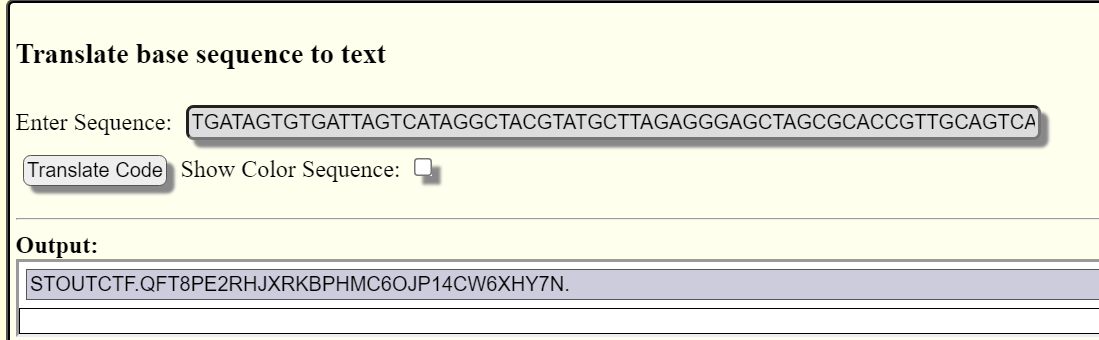 Translate base sequence to text
Enter Sequence: TGATAGTGTGATTAGTCATAGGCTACGTATGCTTAGAGGGAGCTAGCGCACCGTTGCAGTCA
Translate Code Show Color Sequence:
Output:
STOUTCTF.QFT8PE2RHJXRKBPHMC6OJP14CW6XHY7N.